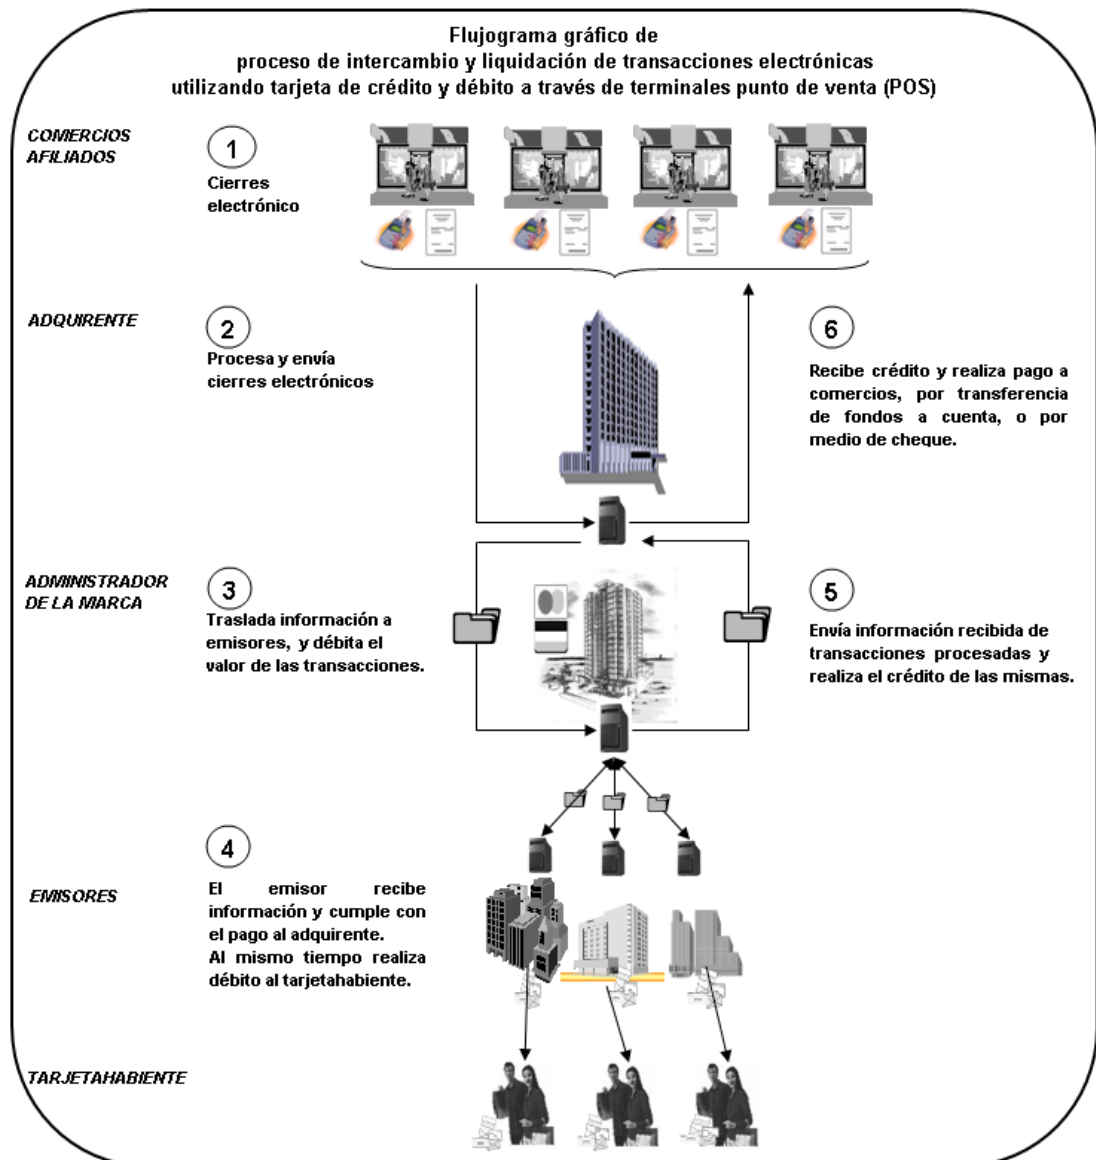 Flujograma gráfico de
proceso de intercambio y liquidación de transacciones electrónicas
utilizando tarjeta de crédito y débito a través de terminales punto de venta (POS)
COMERCIOS
AFILIADOS
1
Cierres
electrónico
ADQUIRENTE
2
Procesa y envía
cierres electrónicos
6
Recibe crédito y realiza pago a
comercios, por transferencia
de fondos a cuenta, o por
medio de cheque.
ADMINISTRADOR
DE LA MARCA
3
Traslada información a
emisores, y débita el
valor de las transacciones.
5
Envía información recibida de
transacciones procesadas y
realiza el crédito de las mismas.
EMISORES
4
El emisor recibe
información y cumple con
el pago al adquirente.
Al mismo tiempo realiza
débito al tarjetahabiente.
TARJETAHABIENTE